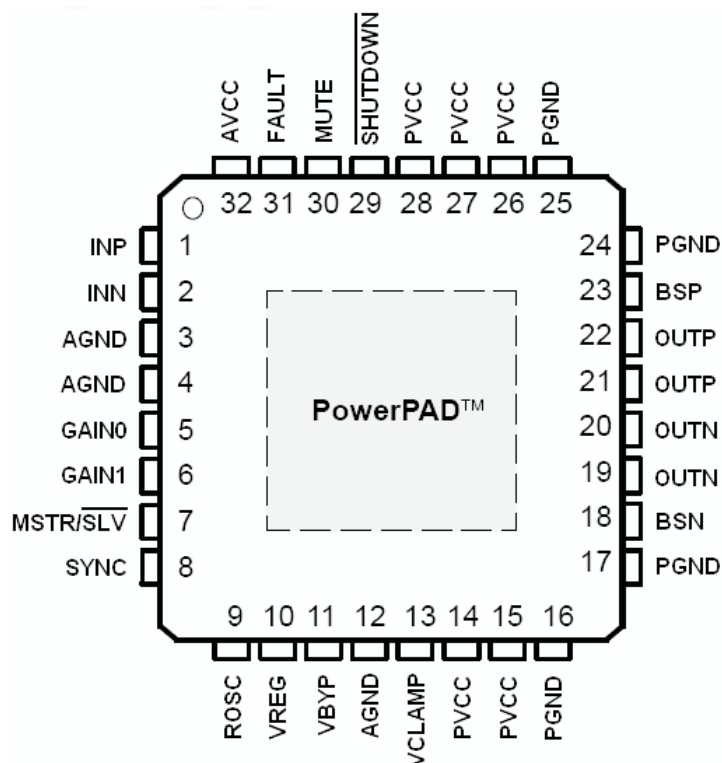 AVCC
FAULT
MUTE
SHUTDOWN
PVCC
PVCC
PVCC
PGND
32 31 30 29 28 27 26 25
INP 1
INN 2
AGND 3
AGND 4
GAIN0 5
GAIN1 6
MSTR/SLV 7
SYNC 8
PowerPAD™
24 PGND
23 BSP
22 OUTP
21 OUTP
20 OUTN
19 OUTN
18 BSN
17 PGND
9 10 11 12 13 14 15 16
ROSC
VREG
VBYP
AGND
VCLAMP
PVCC
PVCC
PGND